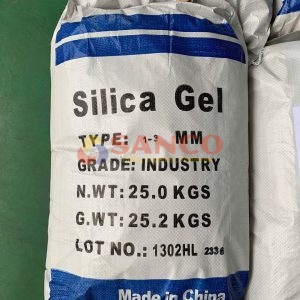 Silica Gel
TYPE: 1-3 MM
SANCO
GRADE: INDUSTRY
N.WT: 25.0 KGS
G.WT: 25.2 KGS
LOT NO.: 1302HL 2336
Made in China